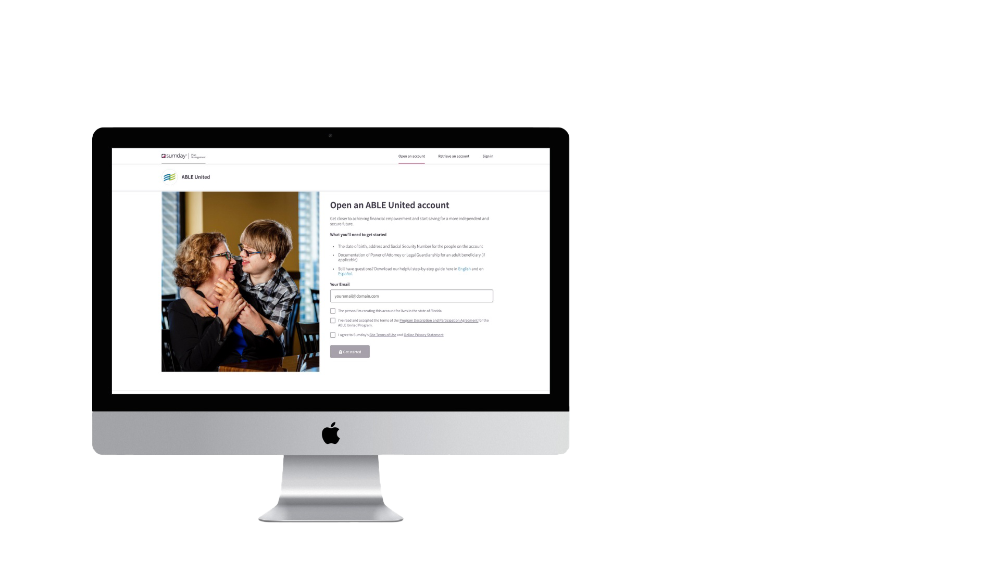 sumday
Plan
Management
Open an account
Retrieve an account
Sign in
ABLE United
Open an ABLE United account
Get closer to achieving financial empowerment and start saving for a more independent and
secure future.
What you'll need to get started
• The date of birth, address and Social Security Number for the people on the account
• Documentation of Power of Attorney or Legal Guardianship for an adult beneficiary (if
applicable)
• Still have questions? Download our helpful step-by-step guide here in English and en
Español.
Your Email
youremail@domain.com
The person I'm creating this account for lives in the state of Florida
I've read and accepted the terms of the Program Description and Participation Agreement for the
ABLE United Program.
I agree to Sumday's Site Terms of Use and Online Privacy Statement.
Get started